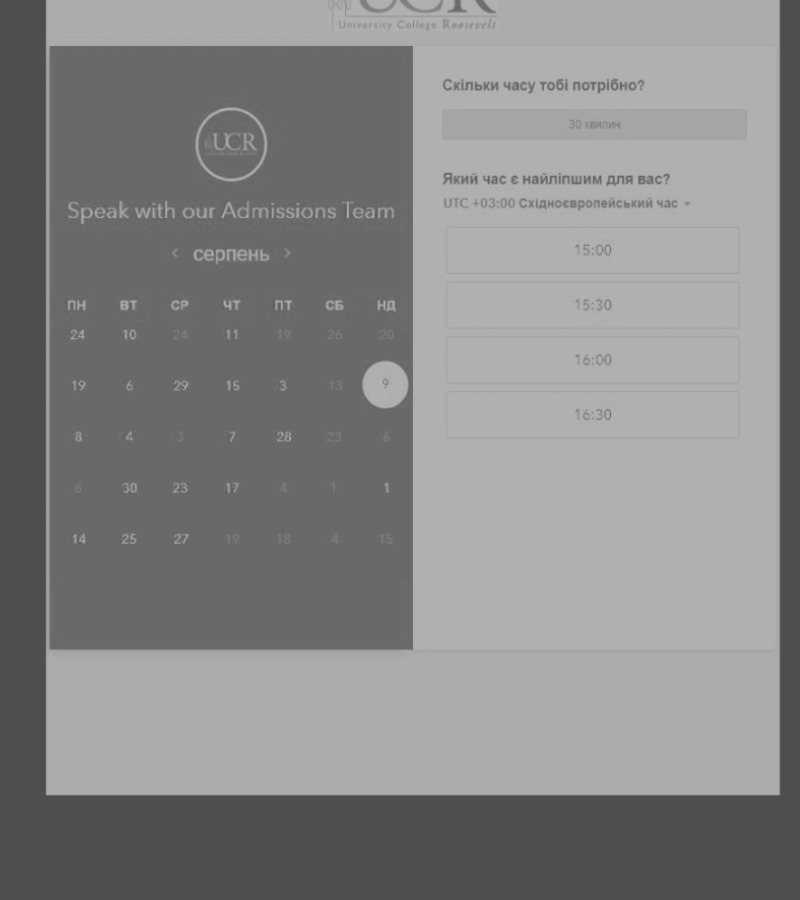 UCR
University College Roosevelt
UCR
Speak with our Admissions Team
< серпень >
ПН ВТ СР ЧТ ПТ СБ НД
24 10 24 11 19 26 20
19 6 29 15 3 13 9
8 4 3 7 28 23 6
6 30 23 17 4 1 1
14 25 27 19 18 4 15
Скільки часу тобі потрібно?
30 хвилин
Який час є найліпшим для вас?
UTC +03:00 Східноєвропейський час
15:00
15:30
16:00
16:30